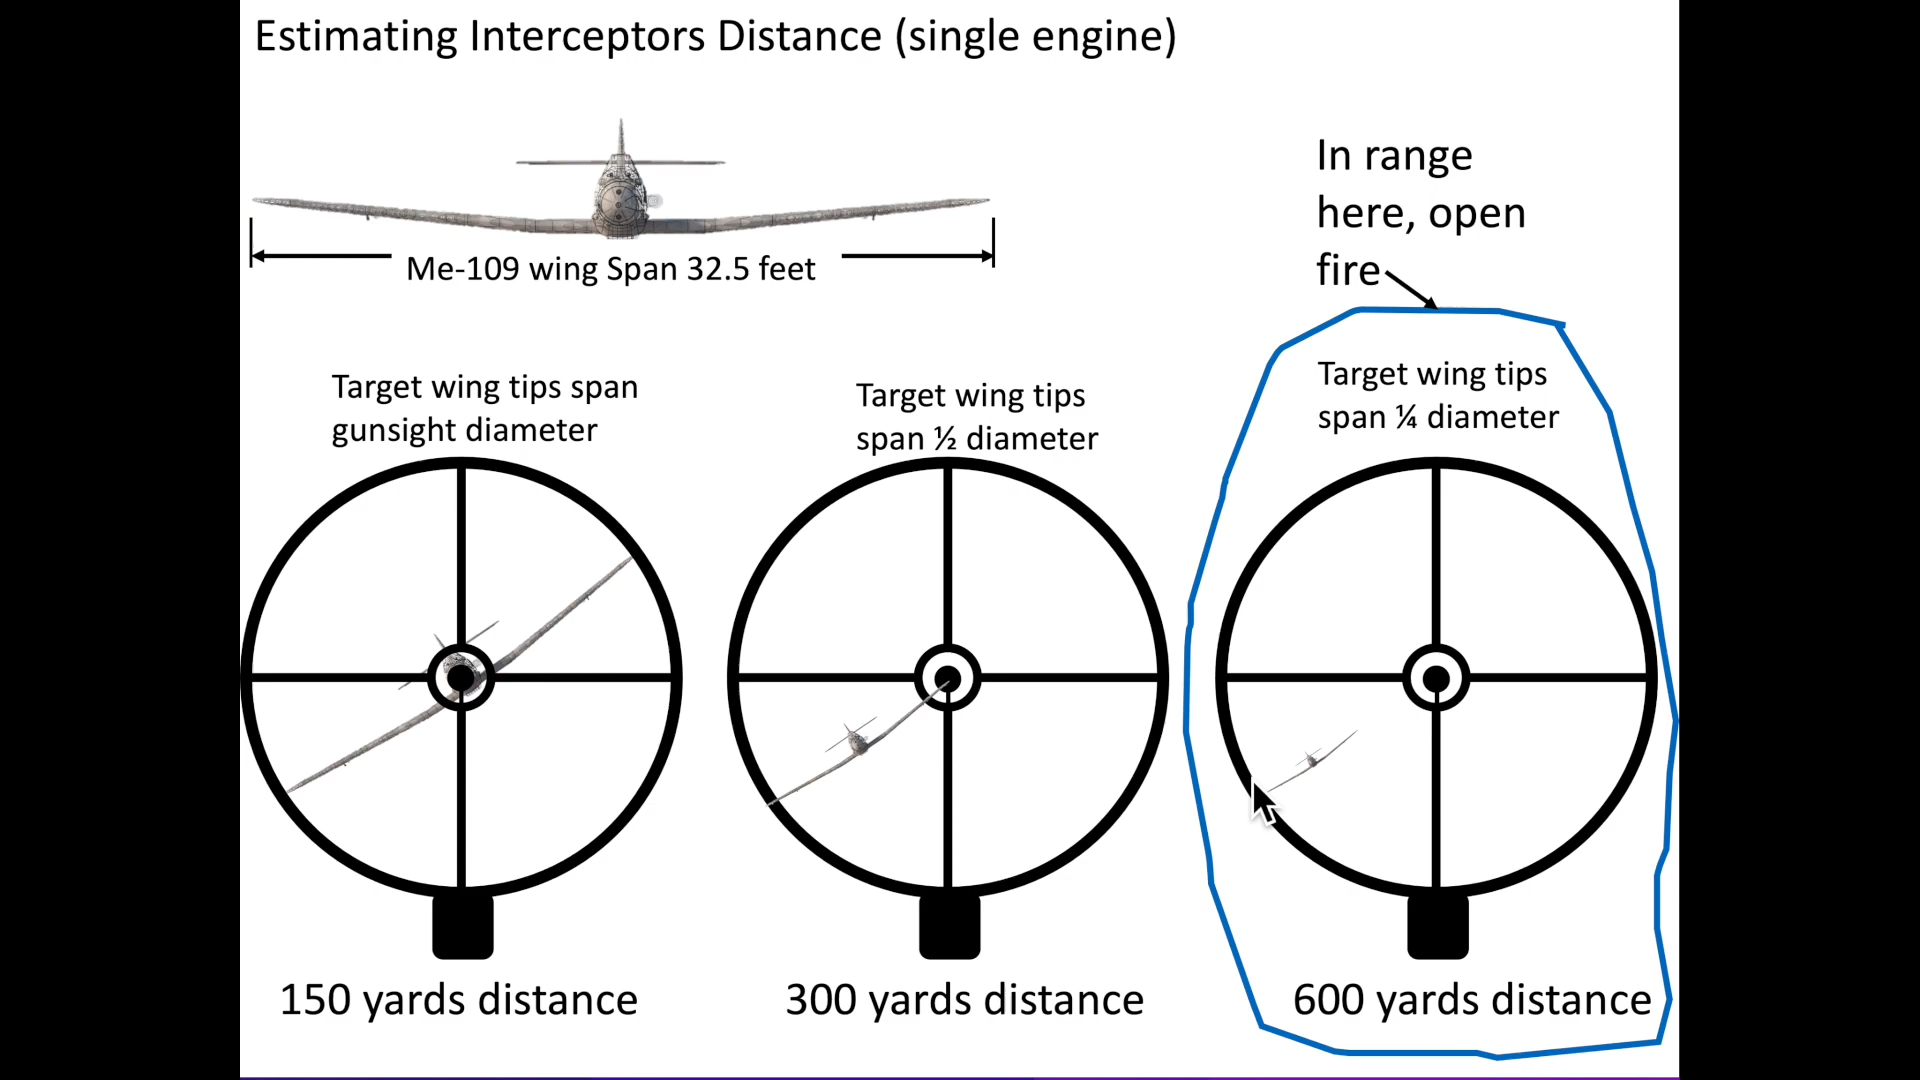 Estimating Interceptors Distance (single engine)
In range
here, open
fire
Me-109 wing Span 32.5 feet
Target wing tips span
gunsight diameter
Target wing tips
span ½ diameter
Target wing tips
span ¼ diameter
150 yards distance
300 yards distance
600 yards distance